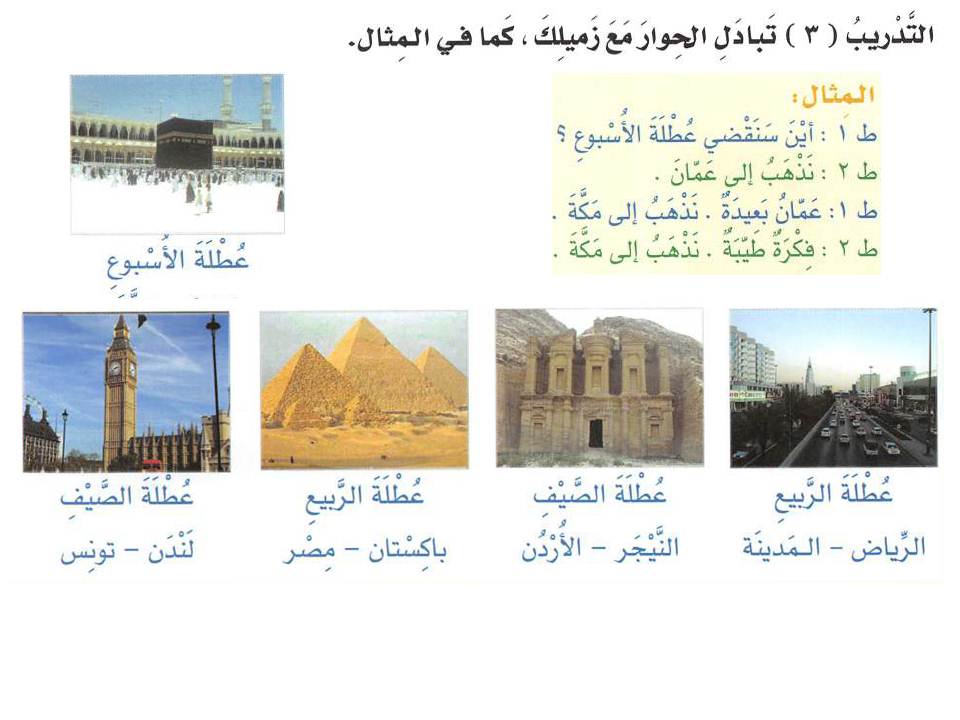 التَّدْريبُ ( ٣ ) تَبادَلِ الحِوارَ مَعَ زَميلِكَ ، كَما في المِثال.
المِثال:
ط ١ : أيْنَ سَنَقْضي عُطْلَةَ الأُسْبوعِ ؟
ط ٢ : نَذْهَبُ إلى عَمّانَ .
ط ١: عَمّانُ بَعِيدَةٌ . نَذْهَبُ إلى مَكَّةَ .
ط ٢ : فِكْرَةٌ طَيِّبَةٌ . نَذْهَبُ إلى مَكَّةَ .
عُطْلَةَ الأُسْبوعِ
عُطْلَةَ الرَّبيعِ
الرِّياض – المَدينَة
عُطْلَةَ الصَّيْفِ
النَّيْجَر – الأُرْدُن
عُطْلَةَ الرَّبيعِ
باكِسْتان – مِصْر
عُطْلَةَ الصَّيْفِ
لَنْدَن – تونِس